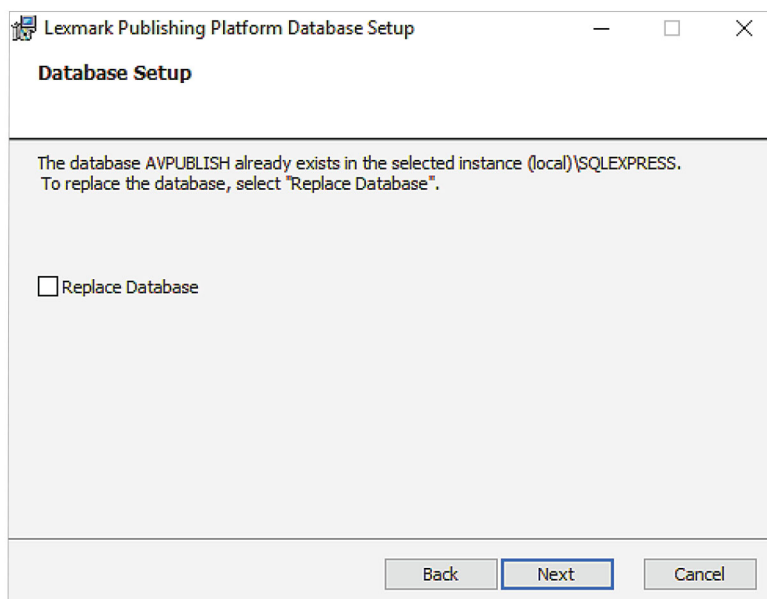 Lexmark Publishing Platform Database Setup
Database Setup
The database AVPUBLISH already exists in the selected instance (local)\SQLEXPRESS.
To replace the database, select "Replace Database".
Replace Database
Back Next Cancel